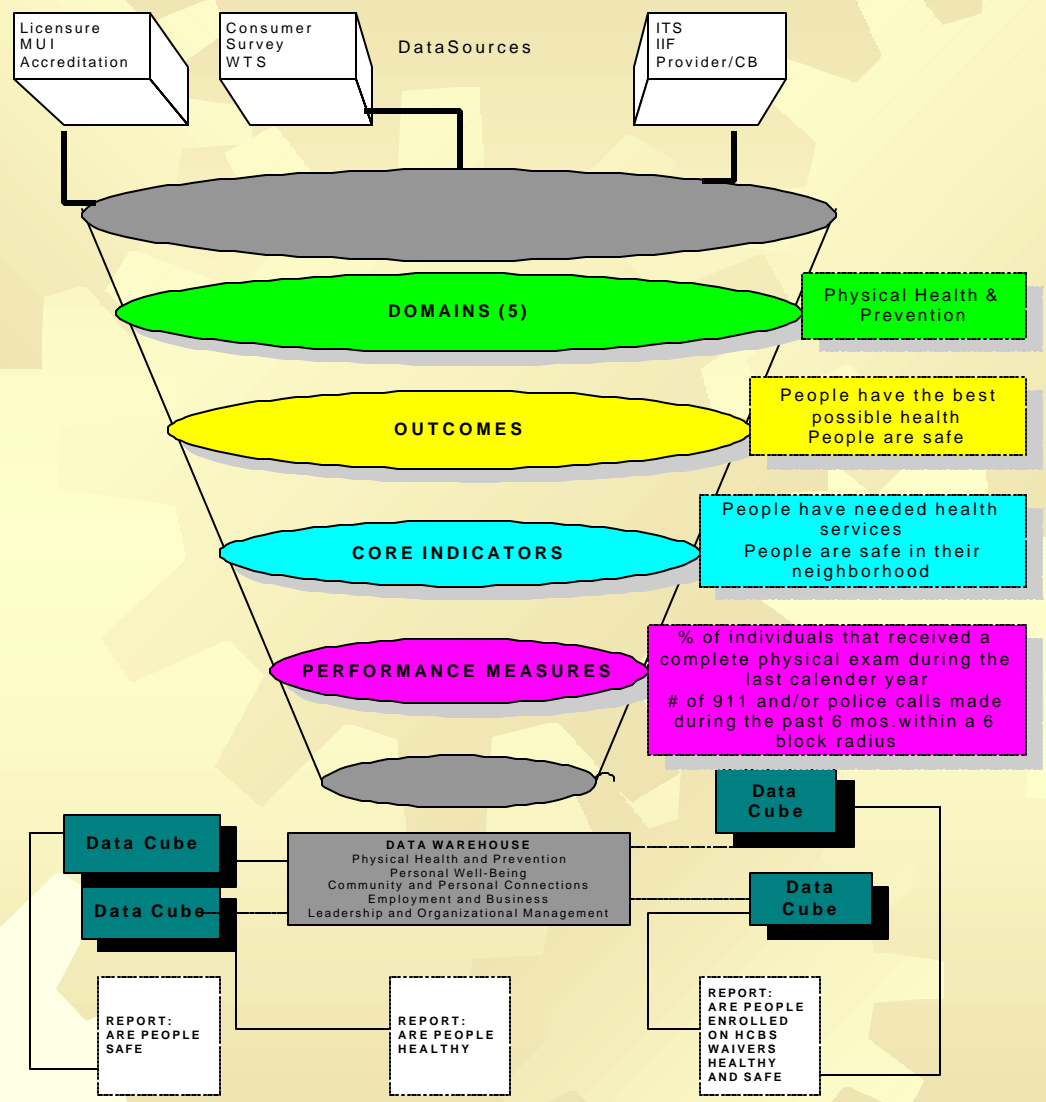 Licensure
MUI
Accreditation
Consumer
Survey
WTS
DataSources
ITS
IIF
Provider/CB
DOMAINS (5)
Physical Health &
Prevention
OUTCOMES
People have the best
possible health
People are safe
CORE INDICATORS
People have needed health
services
People are safe in their
neighborhood
PERFORMANCE MEASURES
% of individuals that received a
complete physical exam during the
last calender year
# of 911 and/or police calls made
during the past 6 mos.within a 6
block radius
Data
Cube
Data Cube
DATA WAREHOUSE
Physical Health and Prevention
Personal Well-Being
Community and Personal Connections
Employment and Business
Leadership and Organizational Management
Data Cube
Data
Cube
REPORT:
ARE PEOPLE
SAFE
REPORT:
ARE PEOPLE
HEALTHY
REPORT:
ARE PEOPLE
ENROLLED
ON HCBS
WAIVERS
HEALTHY
AND SAFE